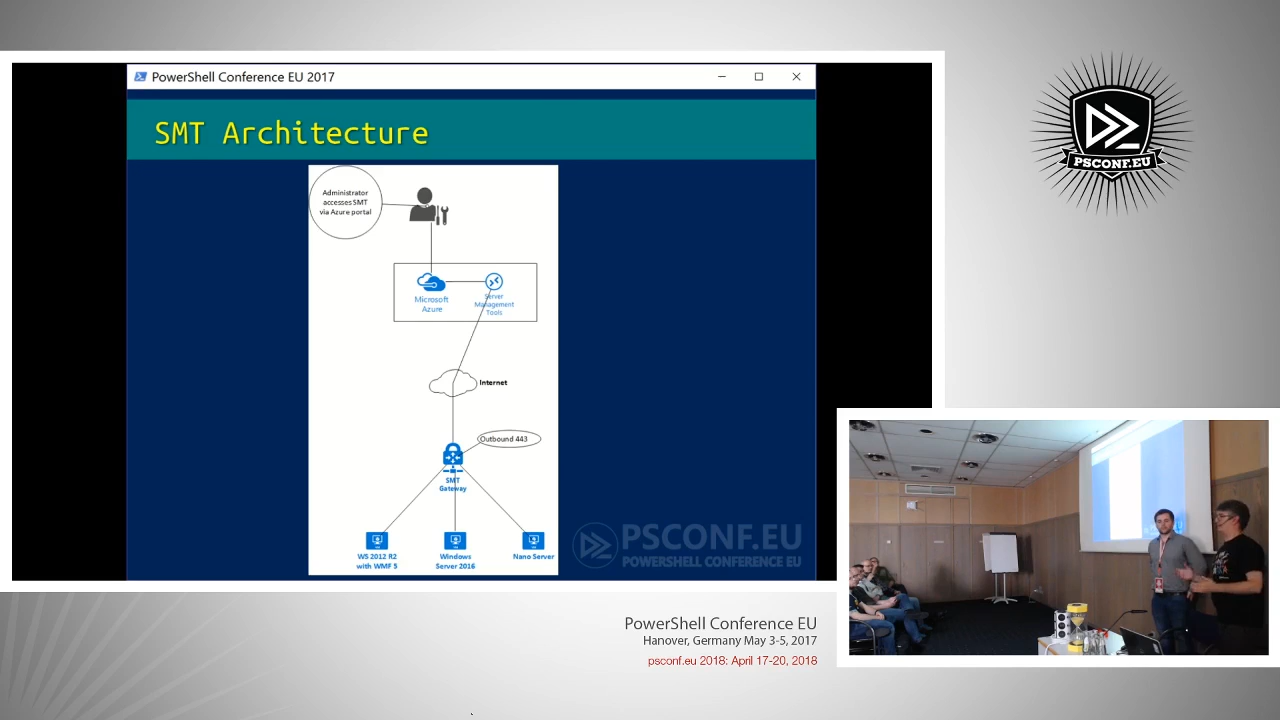 PowerShell Conference EU 2017
SMT Architecture
Administrator
accesses SMT
via Azure portal
Microsoft
Azure
Server
Management
Tools
Internet
Outbound 443
SMT
Gateway
WS 2012 R2
with WMF 5
Windows
Server 2016
Nano Server
PSCONF.EU
POWERSHELL CONFERENCE EU
PSCONF.EU
PowerShell Conference EU
Hanover, Germany May 3-5, 2017
psconf.eu 2018: April 17-20, 2018